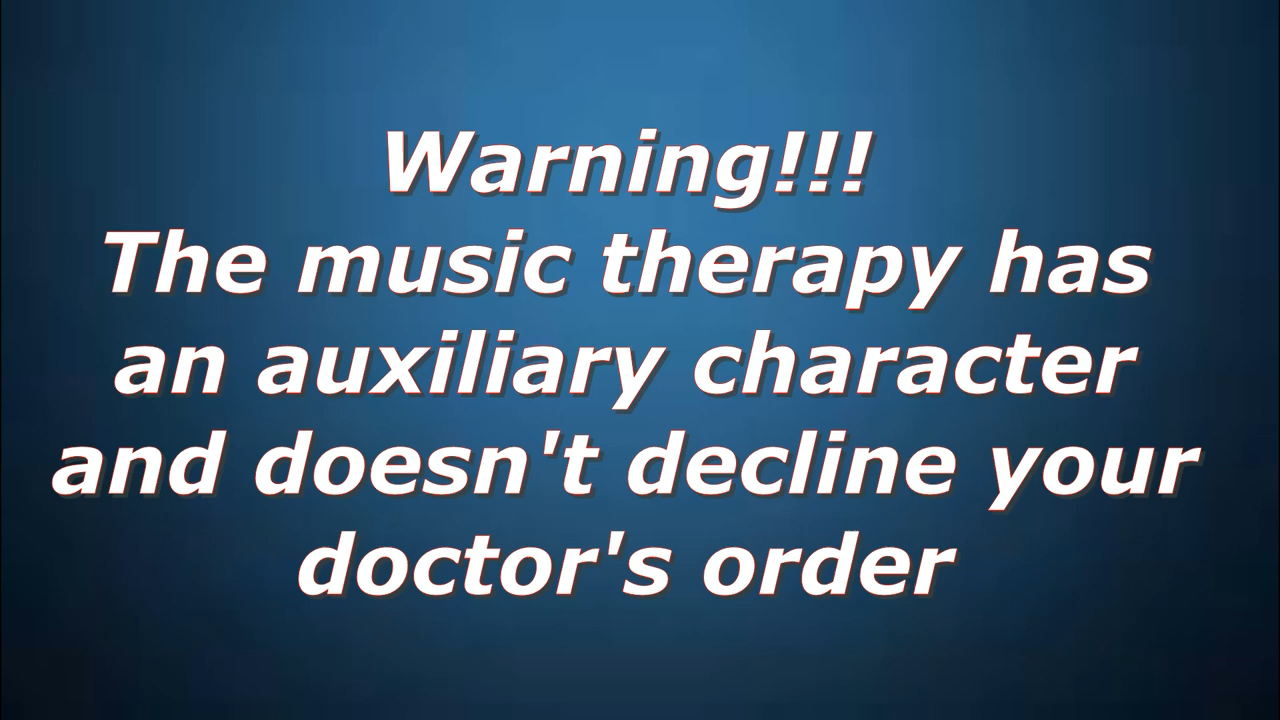 Warning!!!
The music therapy has
an auxiliary character
and doesn't decline your
doctor's order